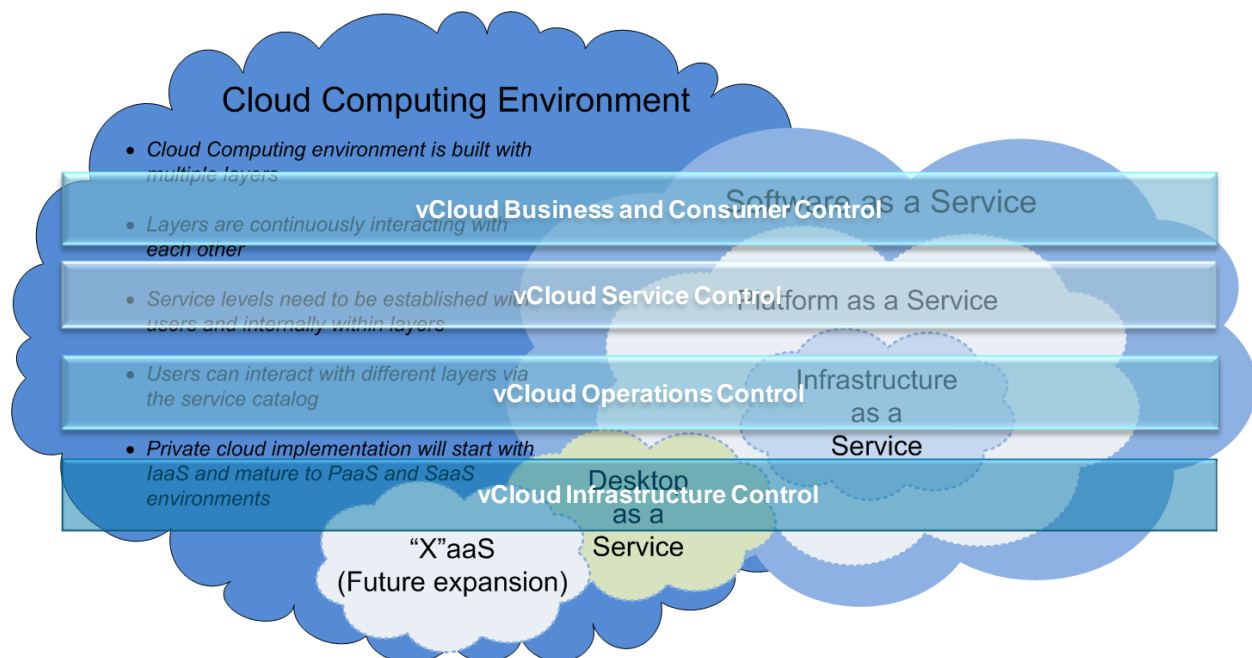 Cloud Computing Environment
• Cloud Computing environment is built with
multiple layers
• Layers are continuously interacting with
each other
• Service levels need to be established with
users and internally within layers
• Users can interact with different layers via
the service catalog
• Private cloud implementation will start with
IaaS and mature to PaaS and SaaS
environments
Software as a Service
vCloud Business and Consumer Control
Platform as a Service
vCloud Service Control
Infrastructure
as a
Service
vCloud Operations Control
Desktop
as a
Service
vCloud Infrastructure Control
“X”aaS
(Future expansion)